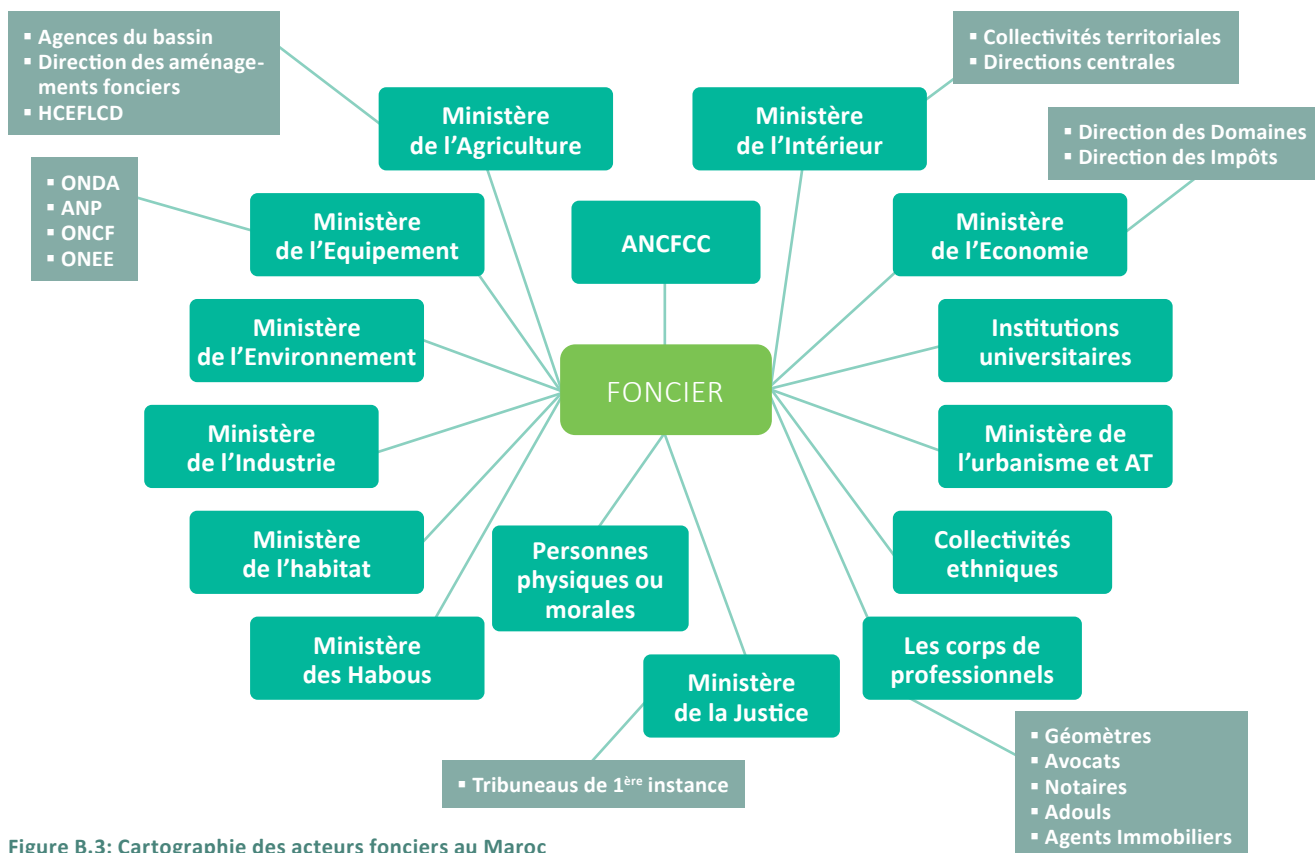 ▪ Agences du bassin
▪ Direction des aménage-
ments fonciers
▪ HCEFLCD
▪ Collectivités territoriales
▪ Directions centrales
Ministère
de l'Agriculture
Ministère
de l'Intérieur
▪ Direction des Domaines
▪ Direction des Impôts
▪ ONDA
▪ ANP
▪ ONCF
▪ ONEE
Ministère
de l'Equipement
ANCFCC
Ministère
de l'Economie
Ministère
de l'Environnement
Institutions
universitaires
FONCIER
Ministère
de l'Industrie
Ministère de
l'urbanisme et AT
Ministère
de l'habitat
Personnes
physiques ou
morales
Collectivités
ethniques
Ministère
des Habous
Ministère
de la Justice
Les corps de
professionnels
▪ Tribuneaus de 1ère instance
▪ Géomètres
▪ Avocats
▪ Notaires
▪ Adouls
▪ Agents Immobiliers
Figure B.3: Cartographie des acteurs fonciers au Maroc